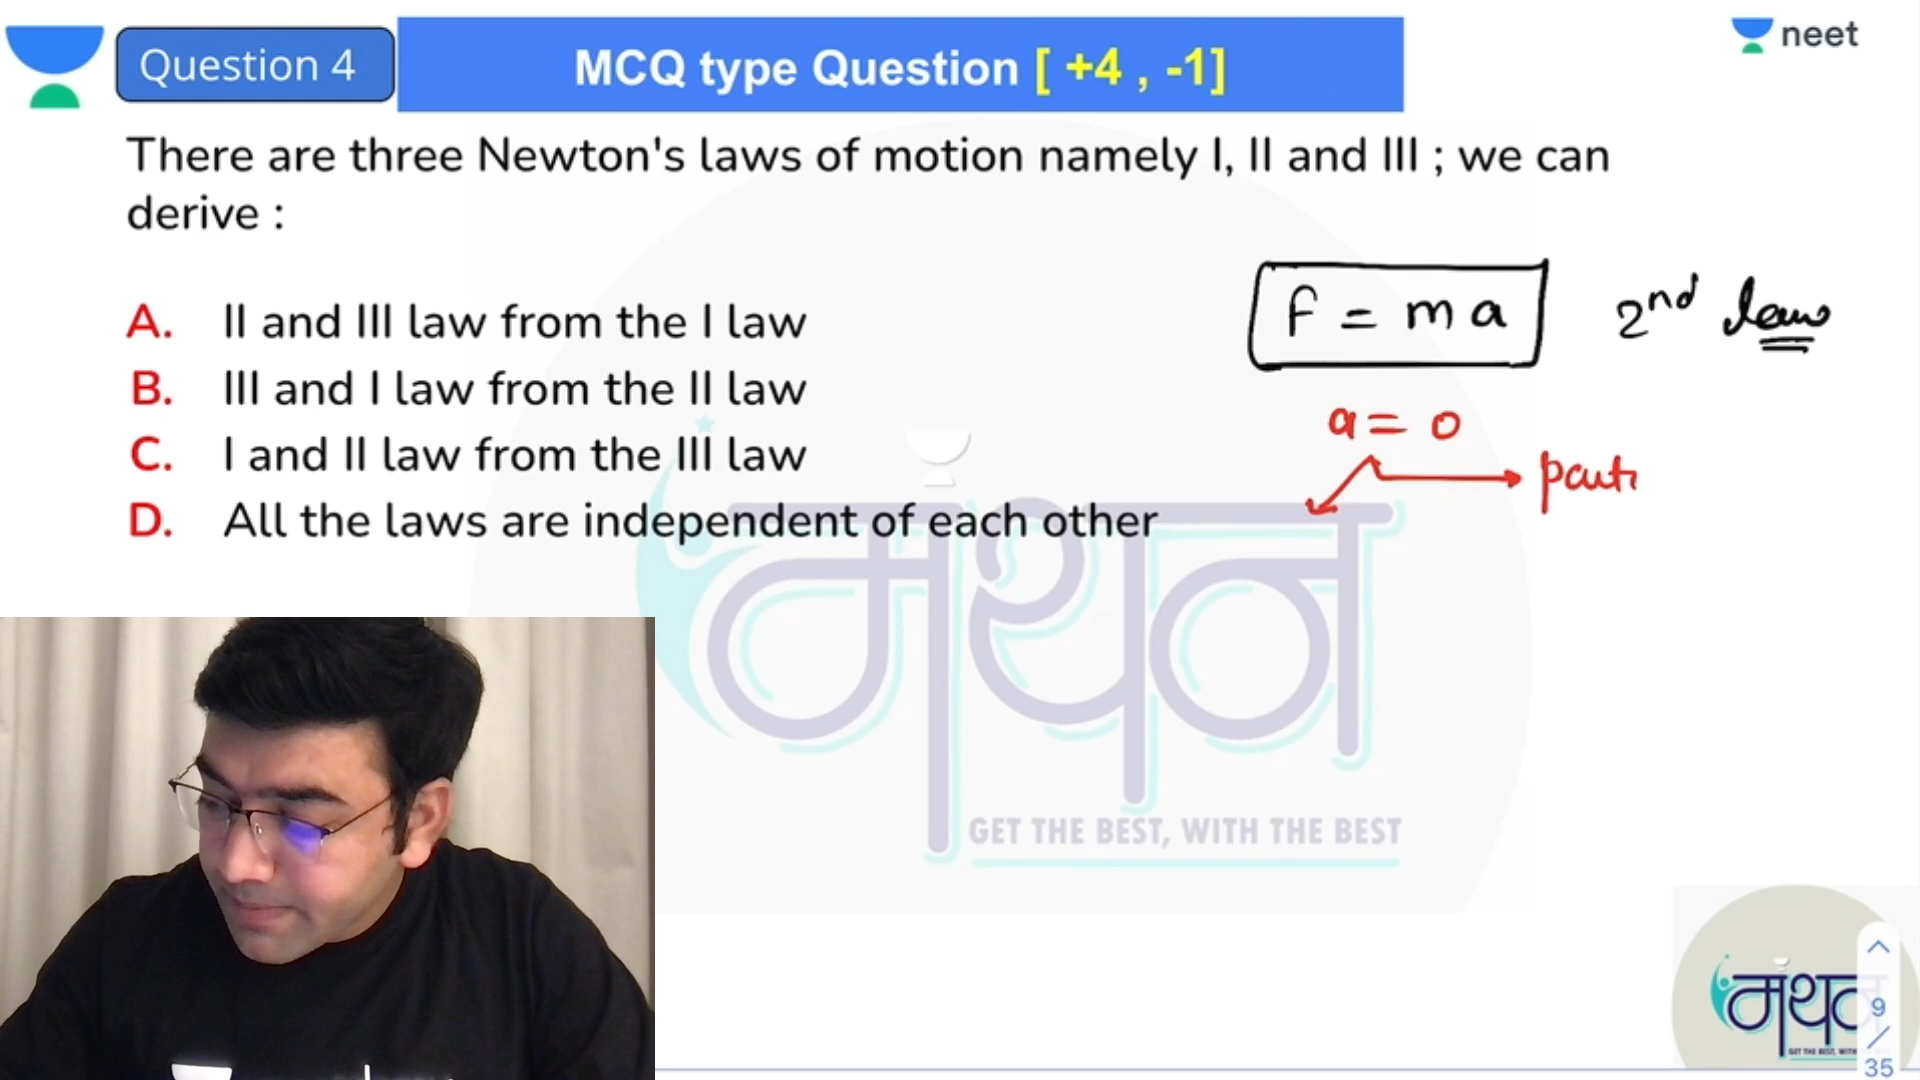 Question 4
MCQ type Question [ +4 , -1]
neet
There are three Newton's laws of motion namely I, II and III ; we can
derive :
A. II and III law from the I law
B. III and I law from the II law
C. I and II law from the III law
D. All the laws are independent of each other
F = ma
2nd law
a = 0
मंथन
GET THE BEST, WITH THE BEST
मंथन
9
/
35